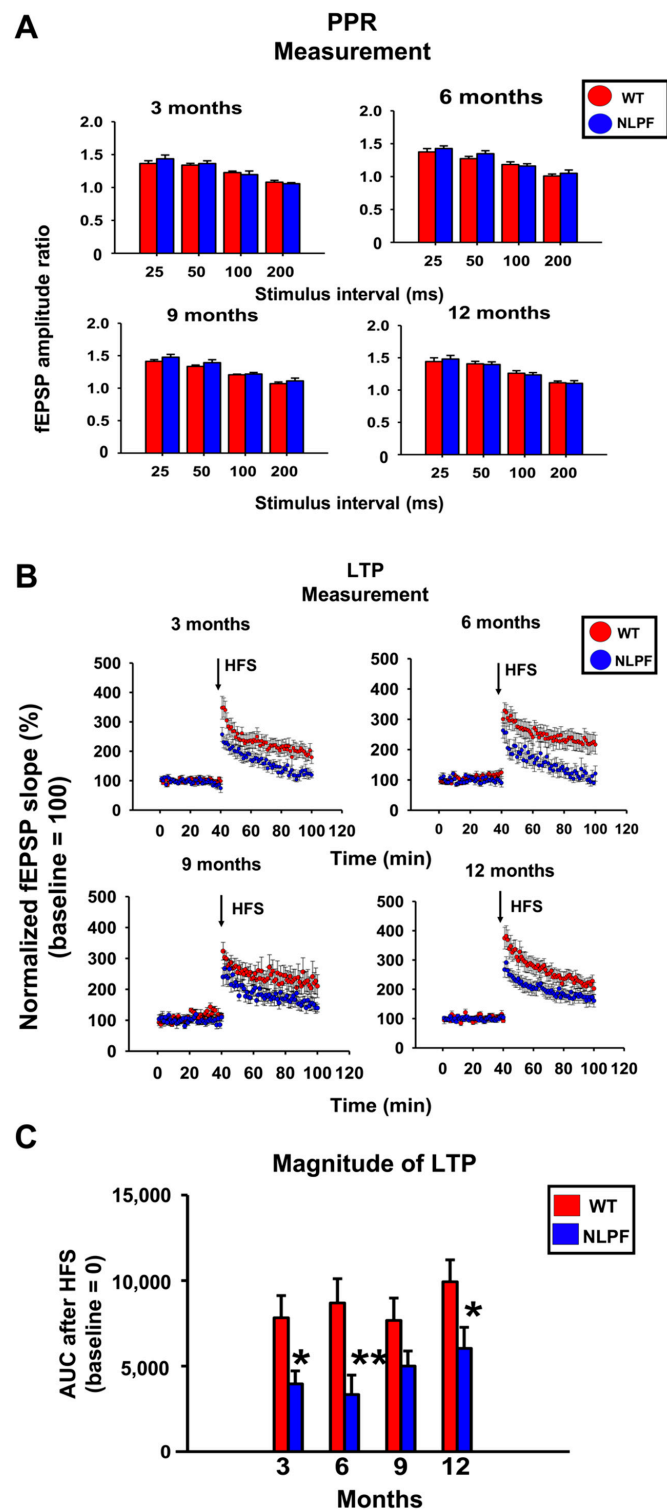 A
PPR
Measurement
3 months
6 months
WT
NLPF
fEPSP amplitude ratio
2.0
1.5
1.0
0.5
0
25 50 100 200
2.0
1.5
1.0
0.5
0
25 50 100 200
Stimulus interval (ms)
9 months
12 months
2.0
1.5
1.0
0.5
0
25 50 100 200
2.0
1.5
1.0
0.5
0
25 50 100 200
Stimulus interval (ms)
B
LTP
Measurement
3 months
6 months
WT
NLPF
Normalized fEPSP slope (%)
(baseline = 100)
500
400
300
200
100
0
HFS
0 20 40 60 80 100 120
500
400
300
200
100
0
HFS
0 20 40 60 80 100 120
Time (min)
9 months
12 months
500
400
300
200
100
0
HFS
0 20 40 60 80 100 120
500
400
300
200
100
0
HFS
0 20 40 60 80 100 120
Time (min)
C
Magnitude of LTP
WT
NLPF
AUC after HFS
(baseline = 0)
15,000
10,000
5,000
0
*
**
*
3 6 9 12
Months